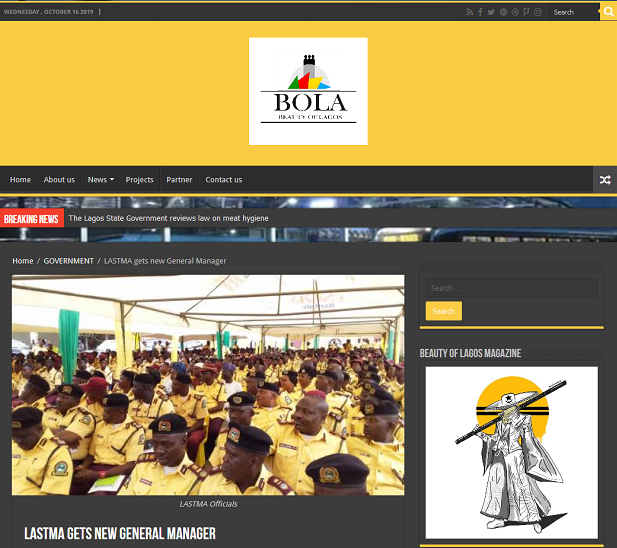 WEDNESDAY , OCTOBER 16 2019
Search
BOLA
BEAUTY OF LAGOS
Home About us News Projects Partner Contact us
BREAKING NEWS The Lagos State Government reviews law on meat hygiene
Home / GOVERNMENT / LASTMA gets new General Manager
Search ...
Search
BEAUTY OF LAGOS MAGAZINE
LASTMA Officials
LASTMA GETS NEW GENERAL MANAGER